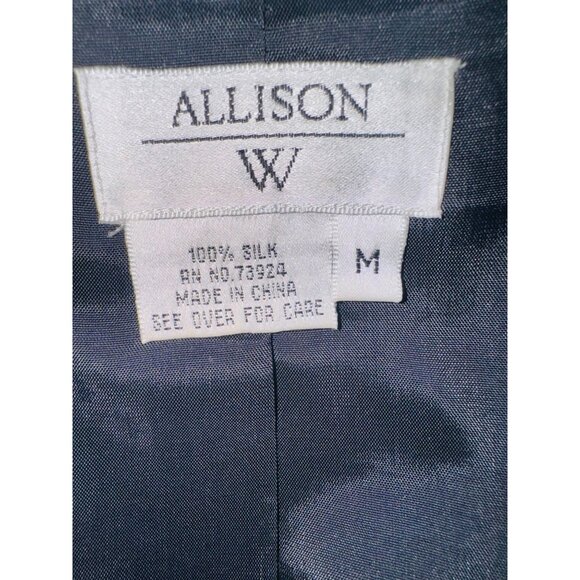 ALLISON
W
100% SILK
RN NO.73924
MADE IN CHINA
SEE OVER FOR CARE
M